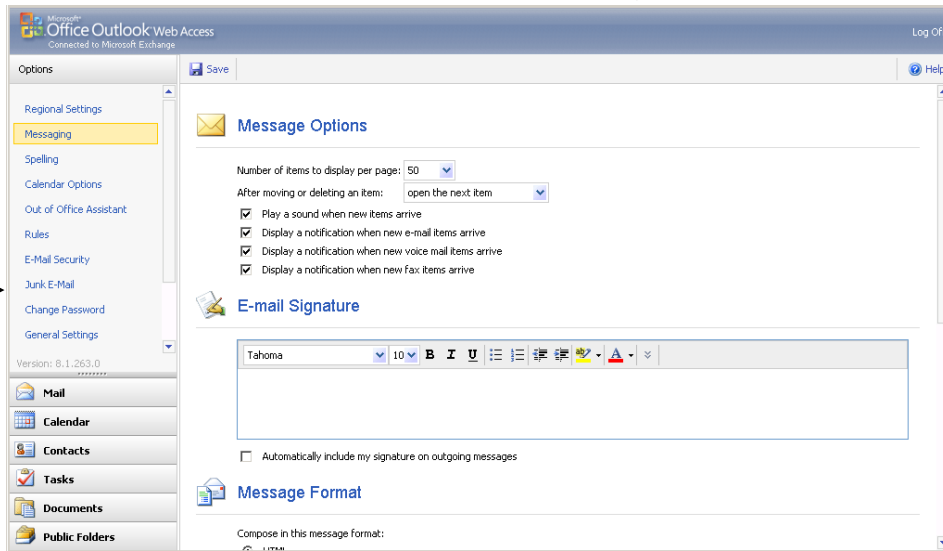 Microsoft®
Office Outlook Web Access
Connected to Microsoft Exchange
Log Of
Options
Save
Help
Regional Settings
Messaging
Spelling
Calendar Options
Out of Office Assistant
Rules
E-Mail Security
Junk E-Mail
Change Password
General Settings
Version: 8.1.263.0
Mail
Calendar
Contacts
Tasks
Documents
Public Folders
Message Options
Number of items to display per page: 50
After moving or deleting an item: open the next item
Play a sound when new items arrive
Display a notification when new e-mail items arrive
Display a notification when new voice mail items arrive
Display a notification when new fax items arrive
E-mail Signature
Tahoma 10 B I U ab A
Automatically include my signature on outgoing messages
Message Format
Compose in this message format:
HTML